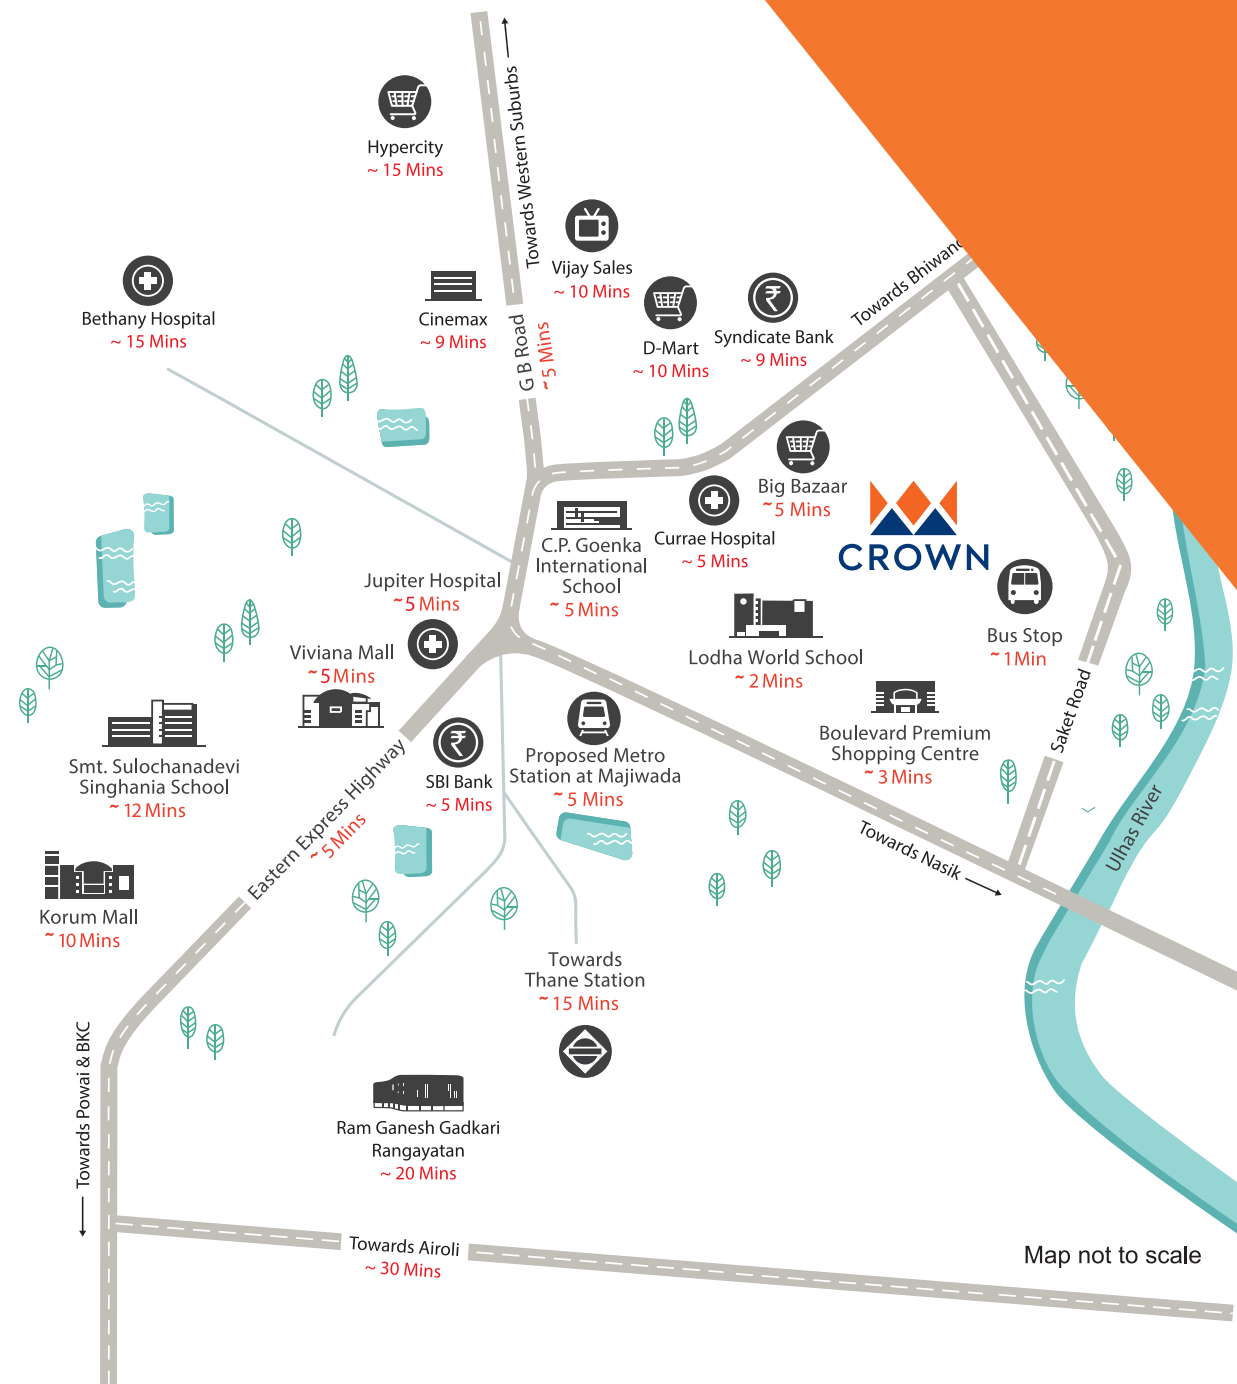 Towards Western Suburbs
Hypercity
~ 15 Mins
Vijay Sales
~ 10 Mins
Bethany Hospital
~ 15 Mins
Cinemax
~ 9 Mins
G B Road
~ 5 Mins
D-Mart
~ 10 Mins
Syndicate Bank
~ 9 Mins
Towards Bhiwand
Big Bazaar
~ 5 Mins
Currae Hospital
~ 5 Mins
C.P. Goenka
International
School
~ 5 Mins
CROWN
Jupiter Hospital
~ 5 Mins
Viviana Mall
~ 5 Mins
Bus Stop
~ 1 Min
Lodha World School
~ 2 Mins
Saket Road
Boulevard Premium
Shopping Centre
~ 3 Mins
Smt. Sulochanadevi
Singhania School
~ 12 Mins
SBI Bank
~ 5 Mins
Proposed Metro
Station at Majiwada
~ 5 Mins
Eastern Express Highway
~ 5 Mins
Towards Nasik
Ulhas River
Korum Mall
~ 10 Mins
Towards
Thane Station
~ 15 Mins
Towards Powai & BKC
Ram Ganesh Gadkari
Rangayatan
~ 20 Mins
Towards Airoli
~ 30 Mins
Map not to scale